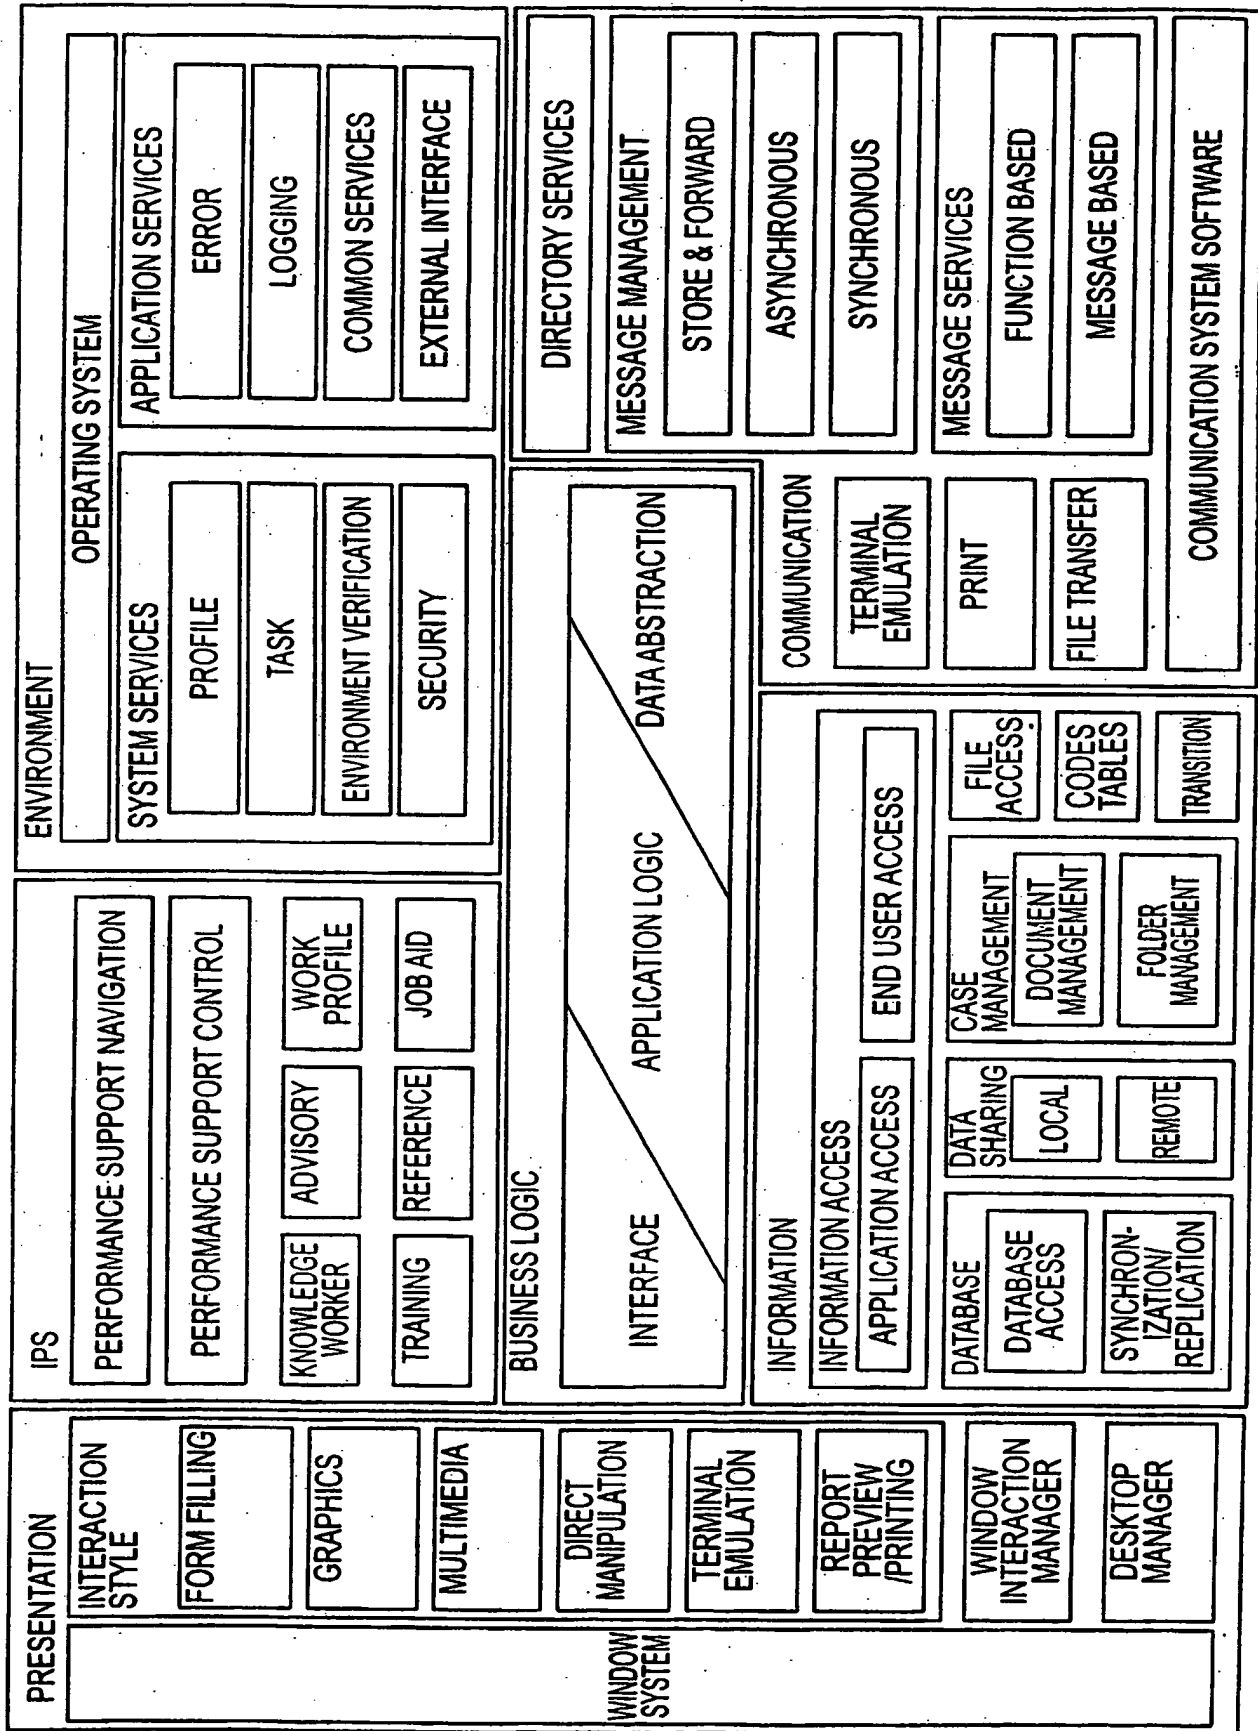 PRESENTATION
WINDOW
SYSTEM
INTERACTION
STYLE
FORM FILLING
GRAPHICS
MULTIMEDIA
DIRECT
MANIPULATION
TERMINAL
EMULATION
REPORT
PREVIEW
/PRINTING
WINDOW
INTERACTION
MANAGER
DESKTOP
MANAGER
IPS
PERFORMANCE SUPPORT NAVIGATION
PERFORMANCE SUPPORT CONTROL
KNOWLEDGE
WORKER
ADVISORY
WORK
PROFILE
TRAINING
REFERENCE
JOB AID
ENVIRONMENT
OPERATING SYSTEM
SYSTEM SERVICES
PROFILE
TASK
ENVIRONMENT VERIFICATION
SECURITY
APPLICATION SERVICES
ERROR
LOGGING
COMMON SERVICES
EXTERNAL INTERFACE
BUSINESS LOGIC
INTERFACE
APPLICATION LOGIC
DATA ABSTRACTION
INFORMATION
INFORMATION ACCESS
APPLICATION ACCESS
END USER ACCESS
DATABASE
DATABASE
ACCESS
SYNCHRON-
IZATION/
REPLICATION
DATA
SHARING
LOCAL
REMOTE
CASE
MANAGEMENT
DOCUMENT
MANAGEMENT
FOLDER
MANAGEMENT
FILE
ACCESS
CODES
TABLES
TRANSITION
COMMUNICATION
TERMINAL
EMULATION
PRINT
FILE TRANSFER
DIRECTORY SERVICES
MESSAGE MANAGEMENT
STORE & FORWARD
ASYNCHRONOUS
SYNCHRONOUS
MESSAGE SERVICES
FUNCTION BASED
MESSAGE BASED
COMMUNICATION SYSTEM SOFTWARE